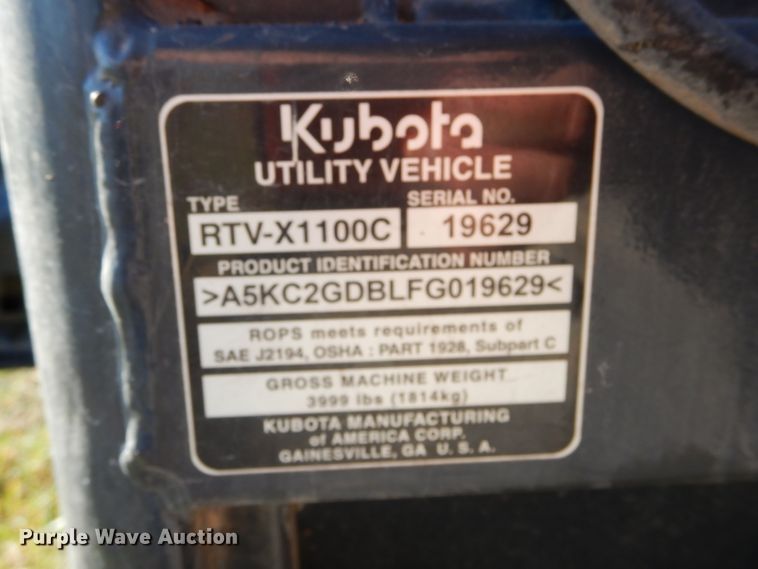 Kubota
UTILITY VEHICLE
TYPE SERIAL NO.
RTV-X1100C 19629
PRODUCT IDENTIFICATION NUMBER
>A5KC2GDBLFG019629<
ROPS meets requirements of
SAE J2194, OSHA : PART 1928, Subpart C
GROSS MACHINE WEIGHT
3999 lbs (1814kg)
KUBOTA MANUFACTURING
of AMERICA CORP.
GAINESVILLE, GA U. S. A.
Purple Wave Auction